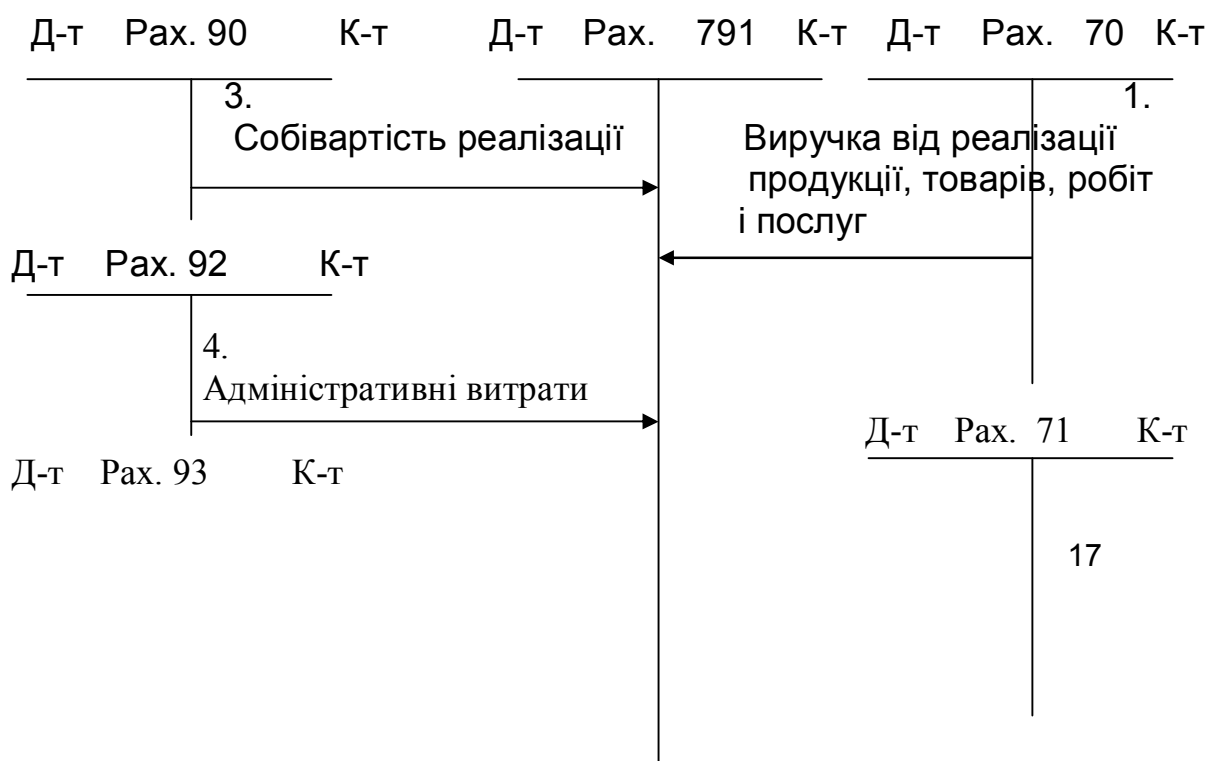 Д-т Рах. 90 К-т Д-т Рах. 791 К-т Д-т Рах. 70 К-т
3.
Собівартість реалізації
1.
Виручка від реалізації
продукції, товарів, робіт
і послуг
Д-т Рах. 92 К-т
4.
Адміністративні витрати
Д-т Рах. 71 К-т
Д-т Рах. 93 К-т
17